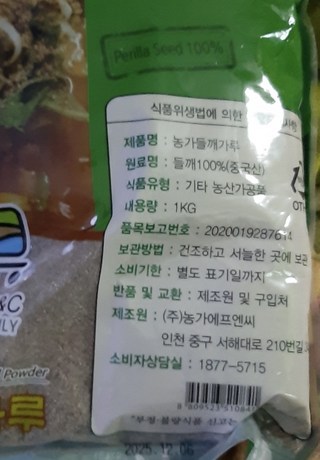 Perilla Seed 100%
식품위생법에 의한
제품명 : 농가들깨가루
원료명 : 들깨100%(중국산)
식품유형 : 기타 농산가공품
내용량 : 1KG
품목보고번호 :
보관방법 : 건조하고 서늘한 곳에 보관
소비기한 : 별도 표기일까지
반품 및 교환 : 제조원 및 구입처
제조원 : (주)농가에프엔씨
인천 중구 서해대로 210번길
소비자상담실 : 1877-5715
&C
ILY
Powder
루
2025.12.06